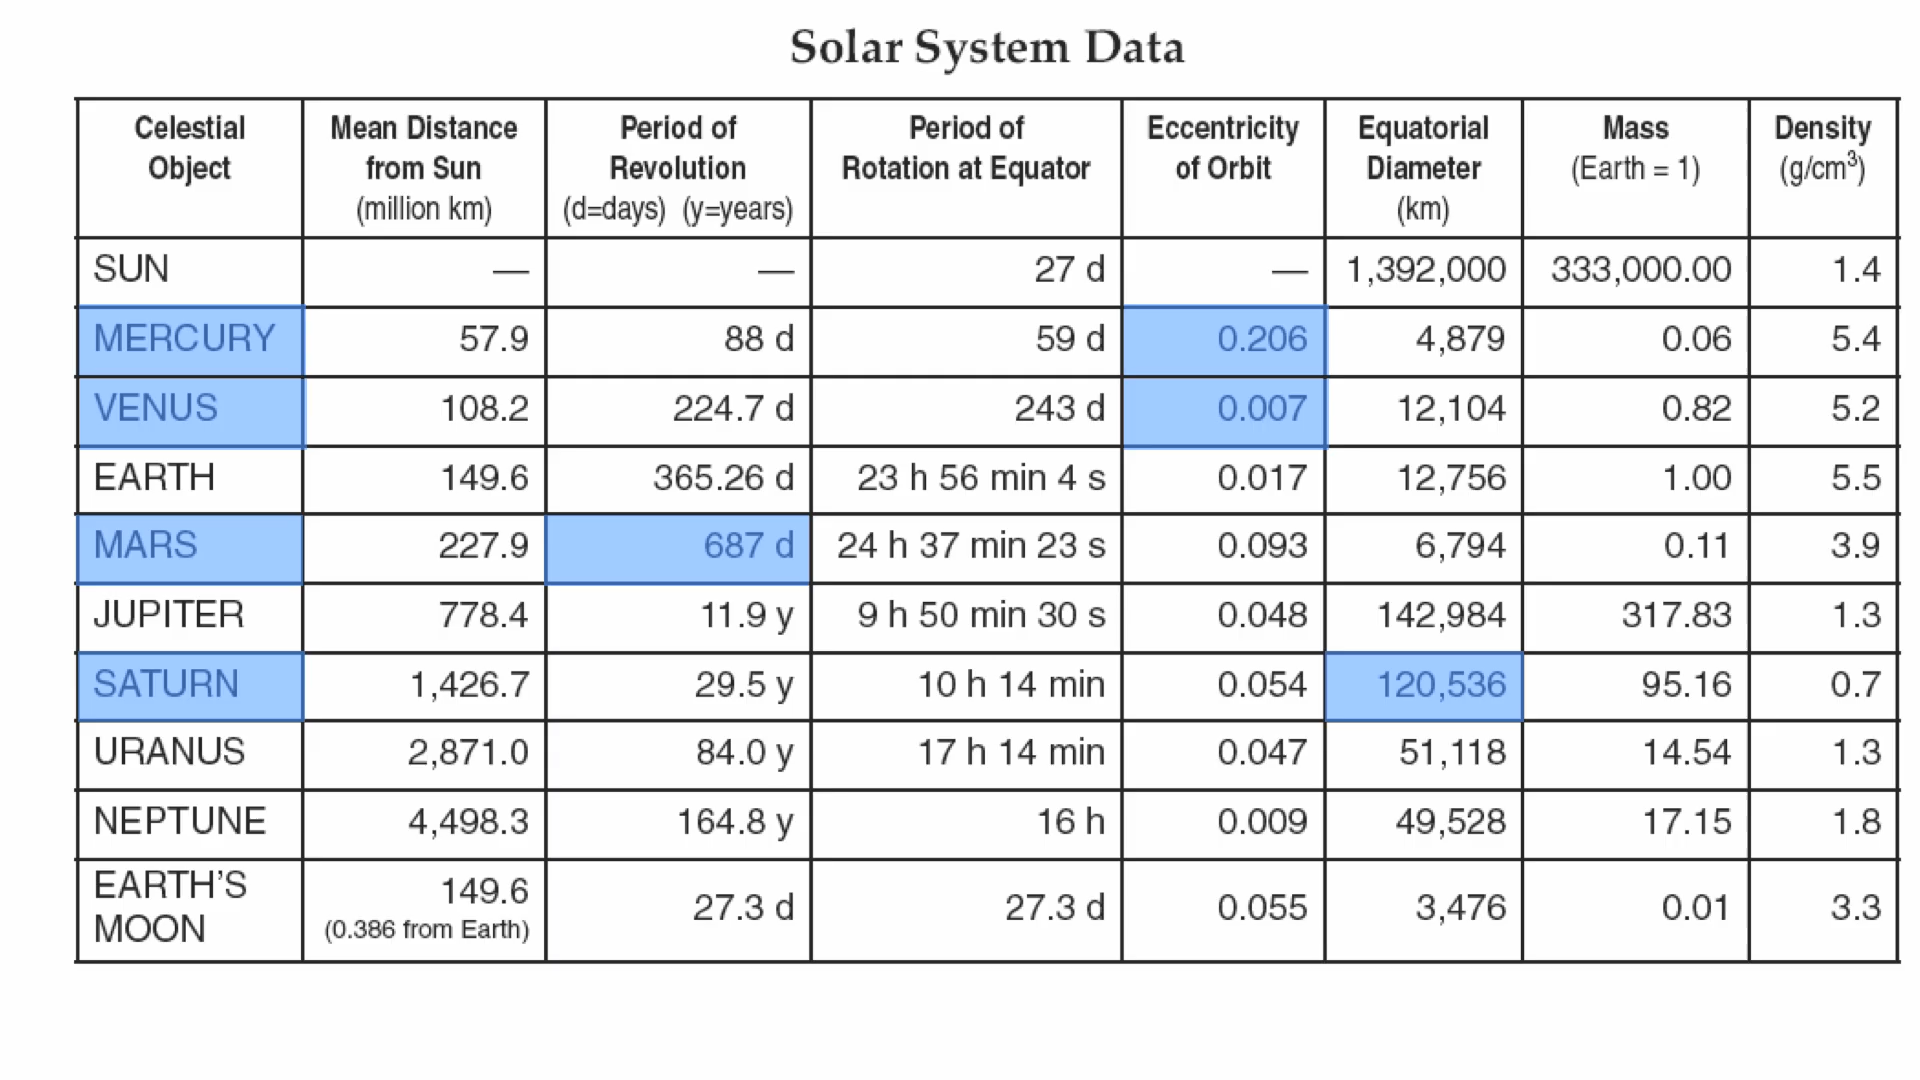 Solar System Data
Celestial Object Mean Distance from Sun (million km) Period of Revolution (d=days) (y=years) Period of Rotation at Equator Eccentricity of Orbit Equatorial Diameter (km) Mass (Earth = 1) Density (g/cm³)
SUN — — 27 d — 1,392,000 333,000.00 1.4
MERCURY 57.9 88 d 59 d 0.206 4,879 0.06 5.4
VENUS 108.2 224.7 d 243 d 0.007 12,104 0.82 5.2
EARTH 149.6 365.26 d 23 h 56 min 4 s 0.017 12,756 1.00 5.5
MARS 227.9 687 d 24 h 37 min 23 s 0.093 6,794 0.11 3.9
JUPITER 778.4 11.9 y 9 h 50 min 30 s 0.048 142,984 317.83 1.3
SATURN 1,426.7 29.5 y 10 h 14 min 0.054 120,536 95.16 0.7
URANUS 2,871.0 84.0 y 17 h 14 min 0.047 51,118 14.54 1.3
NEPTUNE 4,498.3 164.8 y 16 h 0.009 49,528 17.15 1.8
EARTH'S MOON 149.6 (0.386 from Earth) 27.3 d 27.3 d 0.055 3,476 0.01 3.3